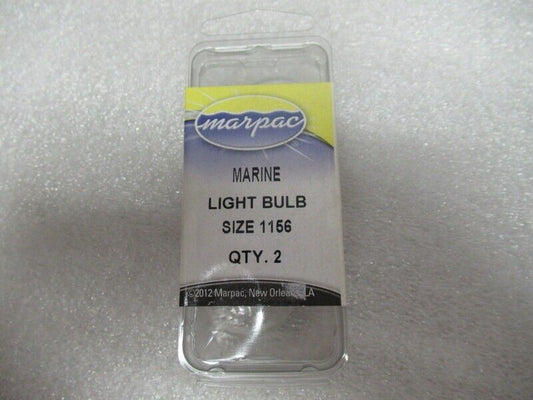 marpac
MARINE
LIGHT BULB
SIZE 1156
QTY. 2
©2012 Marpac, New Orleans, LA